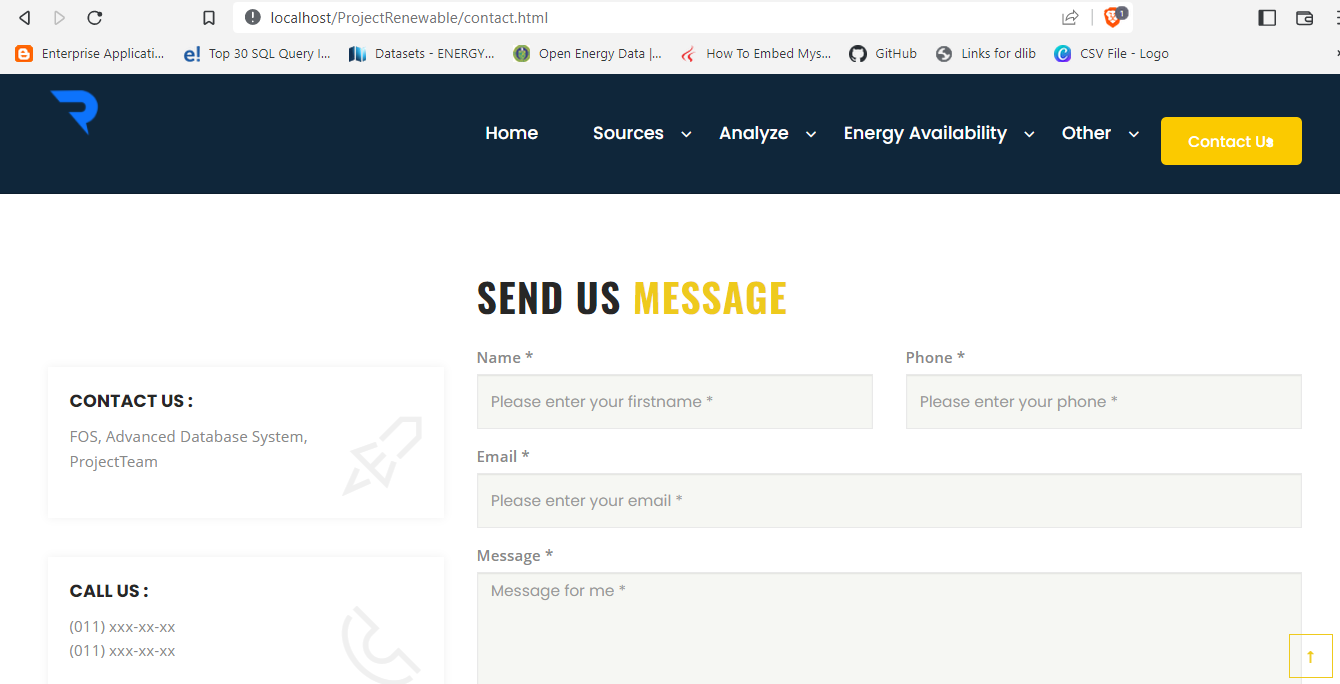 localhost/ProjectRenewable/contact.html
1
Enterprise Applicati... e! Top 30 SQL Query I... Datasets - ENERGY... Open Energy Data |... How To Embed Mys... GitHub Links for dlib CSV File - Logo
Home Sources Analyze Energy Availability Other Contact Us
SEND US MESSAGE
Name * Phone *
Please enter your firstname * Please enter your phone *
Email *
Please enter your email *
Message *
Message for me *
CONTACT US :
FOS, Advanced Database System,
ProjectTeam
CALL US :
(011) xxx-xx-xx
(011) xxx-xx-xx